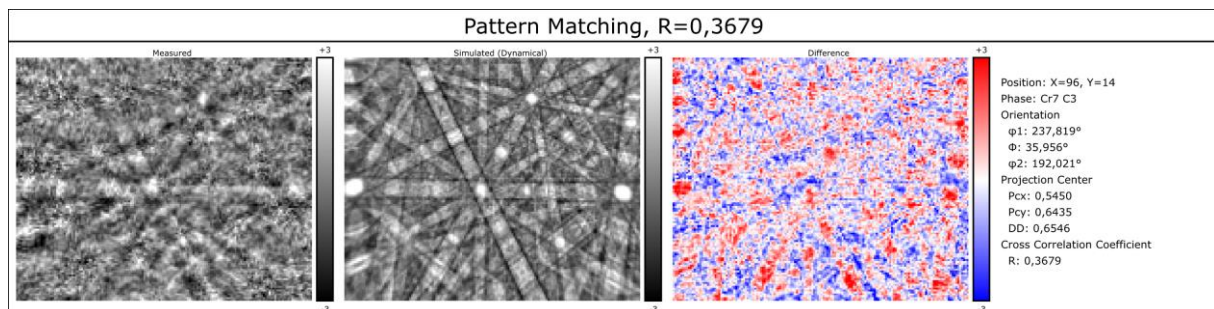 Pattern Matching, R=0,3679
Measured
+3
Simulated (Dynamical)
+3
Difference
+3
Position: X=96, Y=14
Phase: Cr7 C3
Orientation
φ1: 237,819°
Φ: 35,956°
φ2: 192,021°
Projection Center
Pcx: 0,5450
Pcy: 0,6435
DD: 0,6546
Cross Correlation Coefficient
R: 0,3679